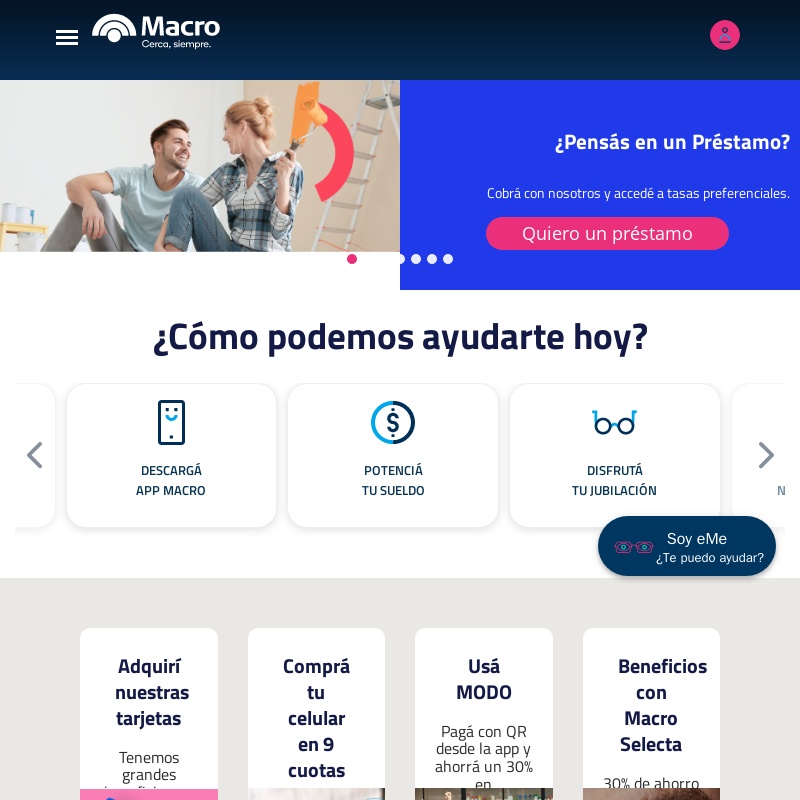 Macro
Cerca, siempre.
¿Pensás en un Préstamo?
Cobrá con nosotros y accedé a tasas preferenciales.
Quiero un préstamo
¿Cómo podemos ayudarte hoy?
DESCARGÁ
APP MACRO
POTENCIÁ
TU SUELDO
DISFRUTÁ
TU JUBILACIÓN
N
Soy eMe
¿Te puedo ayudar?
Adquirí
nuestras
tarjetas
Tenemos
grandes
Comprá
tu
celular
en 9
cuotas
Usá
MODO
Pagá con QR
desde la app y
ahorrá un 30%
en
Beneficios
con
Macro
Selecta
30% de ahorro